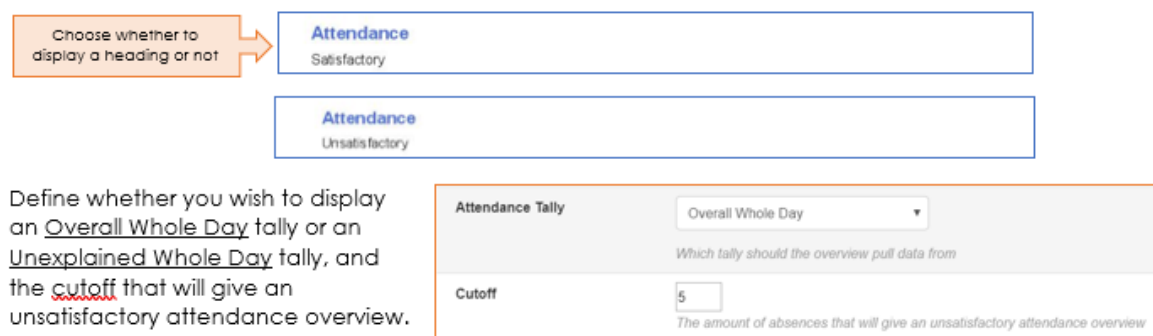 Choose whether to
display a heading or not
Attendance
Satisfactory
Attendance
Unsatisfactory
Define whether you wish to display
an Overall Whole Day tally or an
Unexplained Whole Day tally, and
the cutoff that will give an
unsatisfactory attendance overview.
Attendance Tally
Overall Whole Day
Which tally should the overview pull data from
Cutoff
5
The amount of absences that will give an unsatisfactory attendance overview